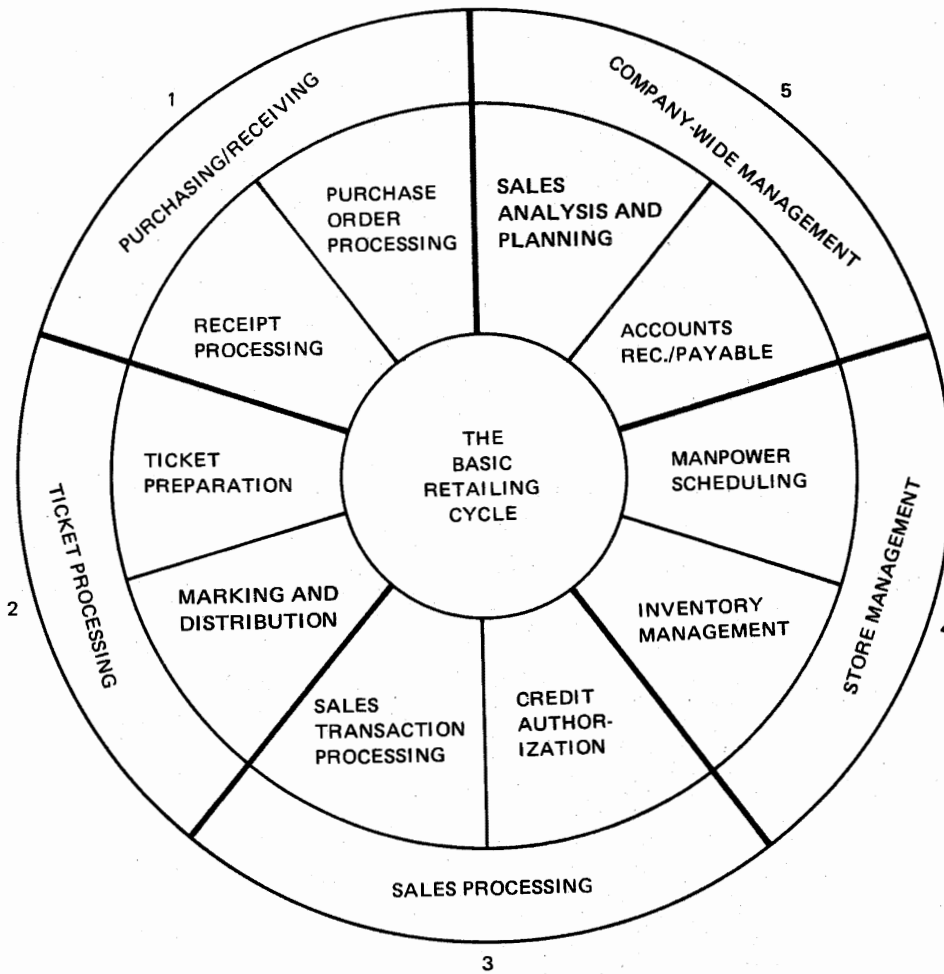 1
PURCHASING/RECEIVING
PURCHASE
ORDER
PROCESSING
RECEIPT
PROCESSING
5
COMPANY-WIDE MANAGEMENT
SALES
ANALYSIS AND
PLANNING
ACCOUNTS
REC./PAYABLE
THE
BASIC
RETAILING
CYCLE
2
TICKET PROCESSING
TICKET
PREPARATION
MARKING AND
DISTRIBUTION
STORE MANAGEMENT
MANPOWER
SCHEDULING
INVENTORY
MANAGEMENT
SALES
TRANSACTION
PROCESSING
CREDIT
AUTHOR-
IZATION
SALES PROCESSING
3